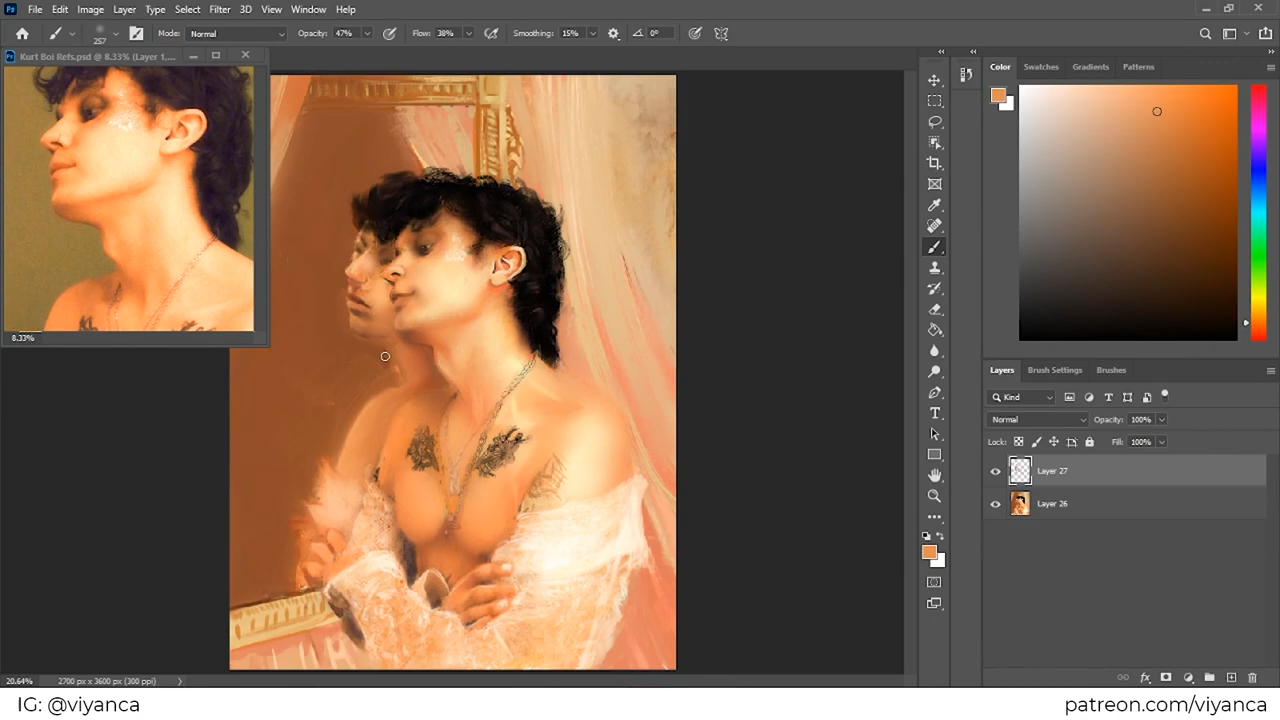 Ps File Edit Image Layer Type Select Filter 3D View Window Help
257 Mode: Normal Opacity: 47% Flow: 38% Smoothing: 15% 0°
Ps Kurt Boi Refs.psd @ 8.33% (Layer 1,...
8.33%
Color Swatches Gradients Patterns
Layers Brush Settings Brushes
Kind
Normal Opacity: 100%
Lock: Fill: 100%
Layer 27
Layer 26
20.64% 2700 px x 3600 px (300 ppi)
IG: @viyanca
patreon.com/viyanca